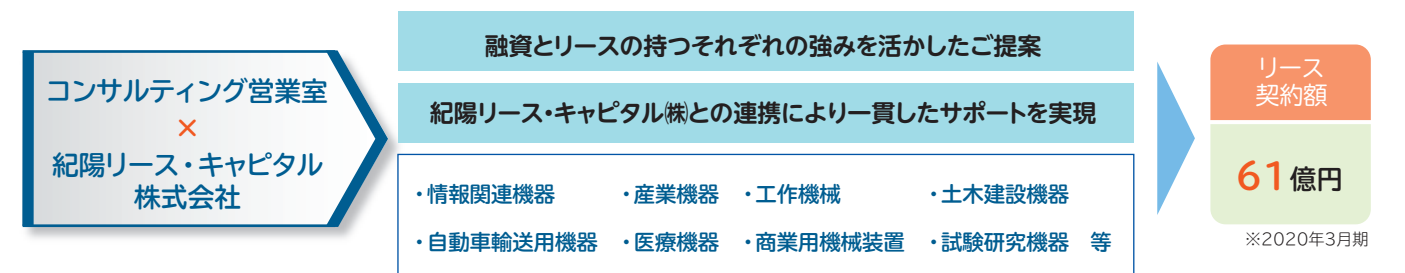 コンサルティング営業室
×
紀陽リース・キャピタル
株式会社
融資とリースの持つそれぞれの強みを活かしたご提案
紀陽リース・キャピタル㈱との連携により一貫したサポートを実現
・情報関連機器 ・産業機器 ・工作機械 ・土木建設機器
・自動車輸送用機器 ・医療機器 ・商業用機械装置 ・試験研究機器 等
リース
契約額
61億円
※2020年3月期